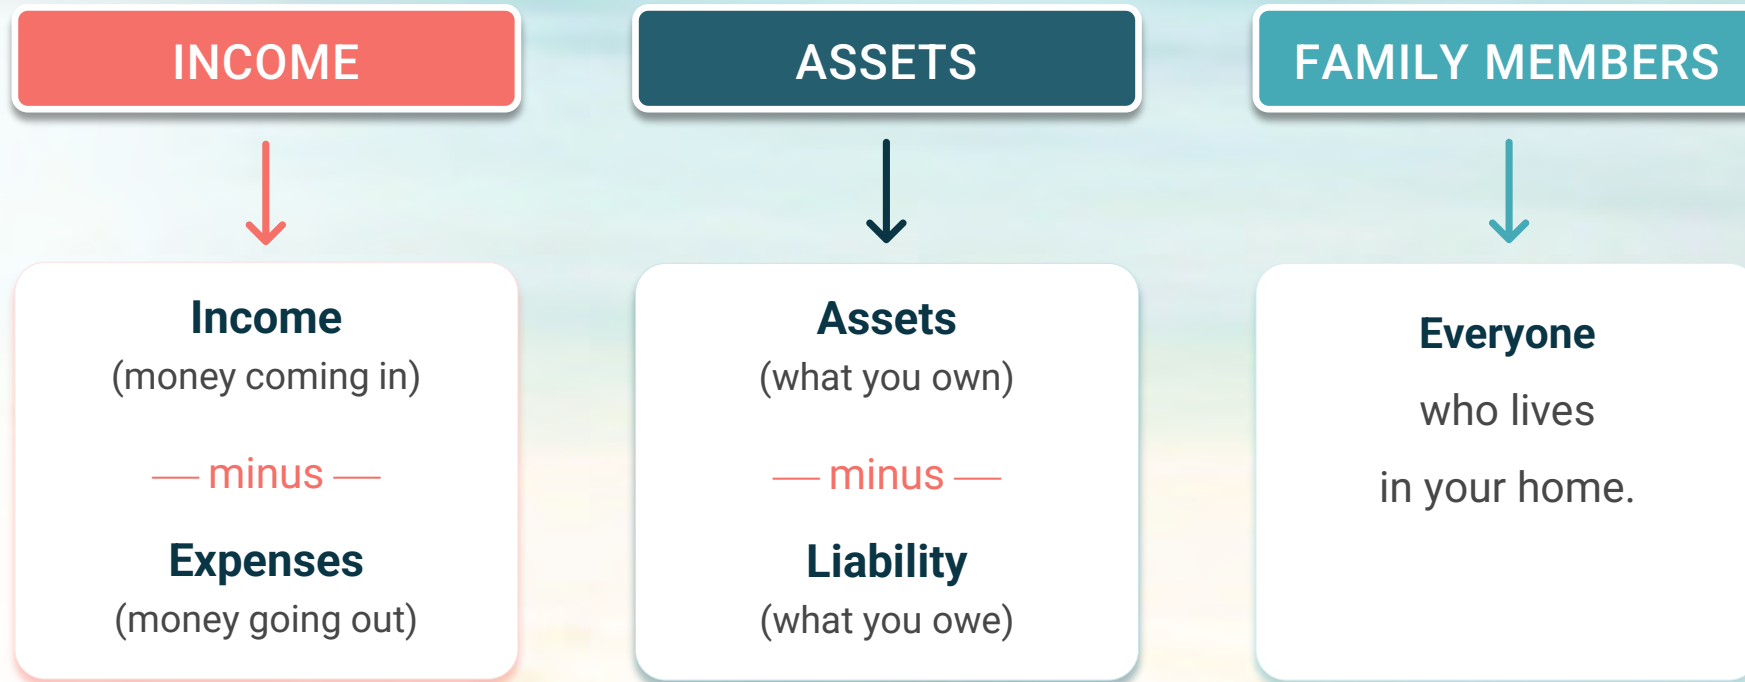 INCOME
Income
(money coming in)
minus
Expenses
(money going out)
ASSETS
Assets
(what you own)
minus
Liability
(what you owe)
FAMILY MEMBERS
Everyone
who lives
in your home.